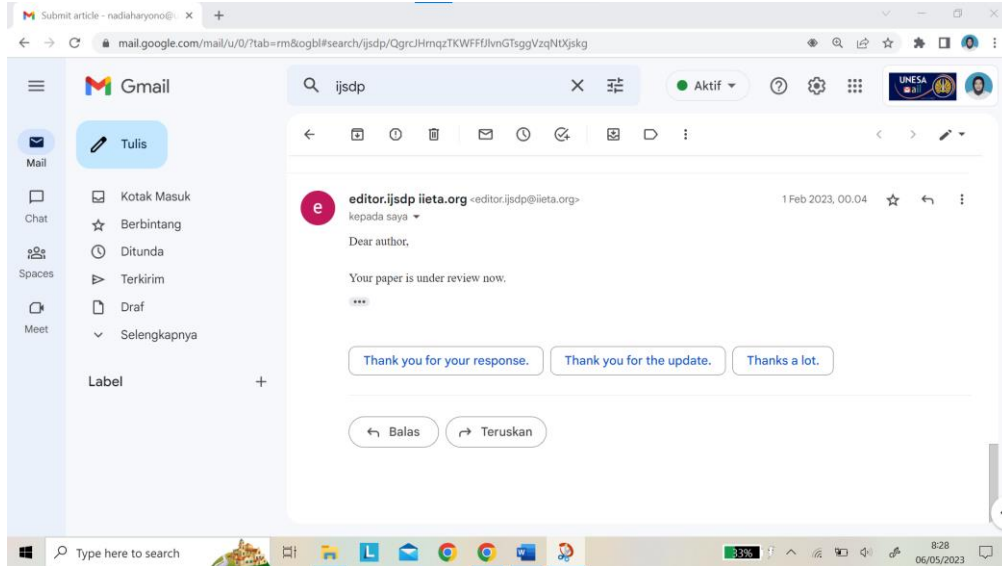 Submit article - nadiaharyono@
mail.google.com/mail/u/0/?tab=rm&ogbl#search/ijsdp/QgrcJHrnqzTKWFFfJlvnGTsggVzqNtXjskg
Gmail
ijsdp
Aktif
UNESA
Mail
Tulis
Mail
Chat
Spaces
Meet
Kotak Masuk
Berbintang
Ditunda
Terkirim
Draf
Selengkapnya
Label
e
editor.ijsdp iieta.org <editor.ijsdp@iieta.org>
1 Feb 2023, 00.04
kepada saya
Dear author,
Your paper is under review now.
Thank you for your response.
Thank you for the update.
Thanks a lot.
Balas
Teruskan
Type here to search
L
33%
8:28
06/05/2023